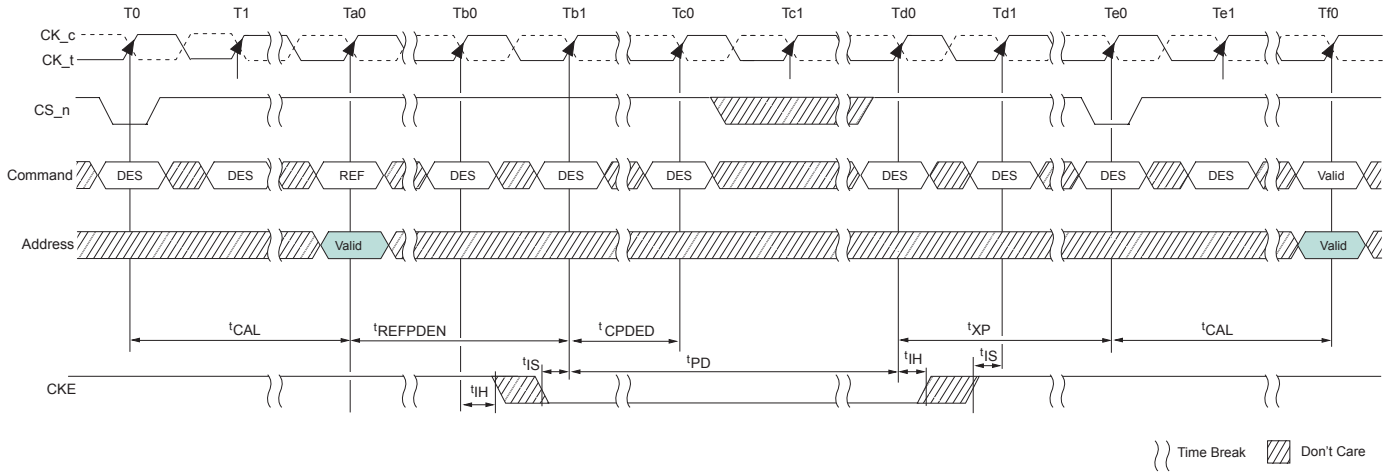 T0 T1 Ta0 Tb0 Tb1 Tc0 Tc1 Td0 Td1 Te0 Te1 Tf0
CK_c
CK_t
CS_n
Command DES DES REF DES DES DES DES DES DES DES Valid
Address Valid Valid
tCAL tREFPDEN tCPDED tXP tCAL
tIS tPD tIH tIS
CKE tIH
Time Break Don't Care